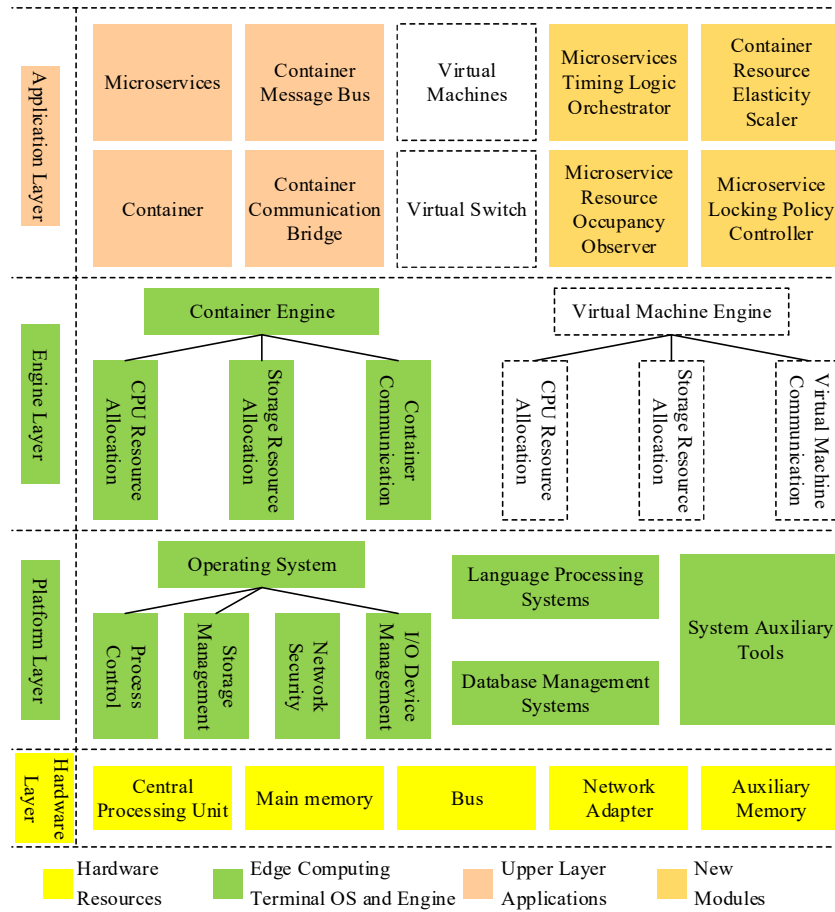 Application Layer
Microservices
Container
Message Bus
Virtual
Machines
Microservices
Timing Logic
Orchestrator
Container
Resource
Elasticity
Scaler
Container
Container
Communication
Bridge
Virtual Switch
Microservice
Resource
Occupancy
Observer
Microservice
Locking Policy
Controller
Engine Layer
Container Engine
CPU Resource
Allocation
Storage Resource
Allocation
Container
Communication
Virtual Machine Engine
CPU Resource
Allocation
Storage Resource
Allocation
Virtual Machine
Communication
Platform Layer
Operating System
Process
Control
Storage
Management
Network
Security
I/O Device
Management
Language Processing
Systems
Database Management
Systems
System Auxiliary
Tools
Hardware
Layer
Central
Processing Unit
Main memory
Bus
Network
Adapter
Auxiliary
Memory
Hardware
Resources
Edge Computing
Terminal OS and Engine
Upper Layer
Applications
New
Modules